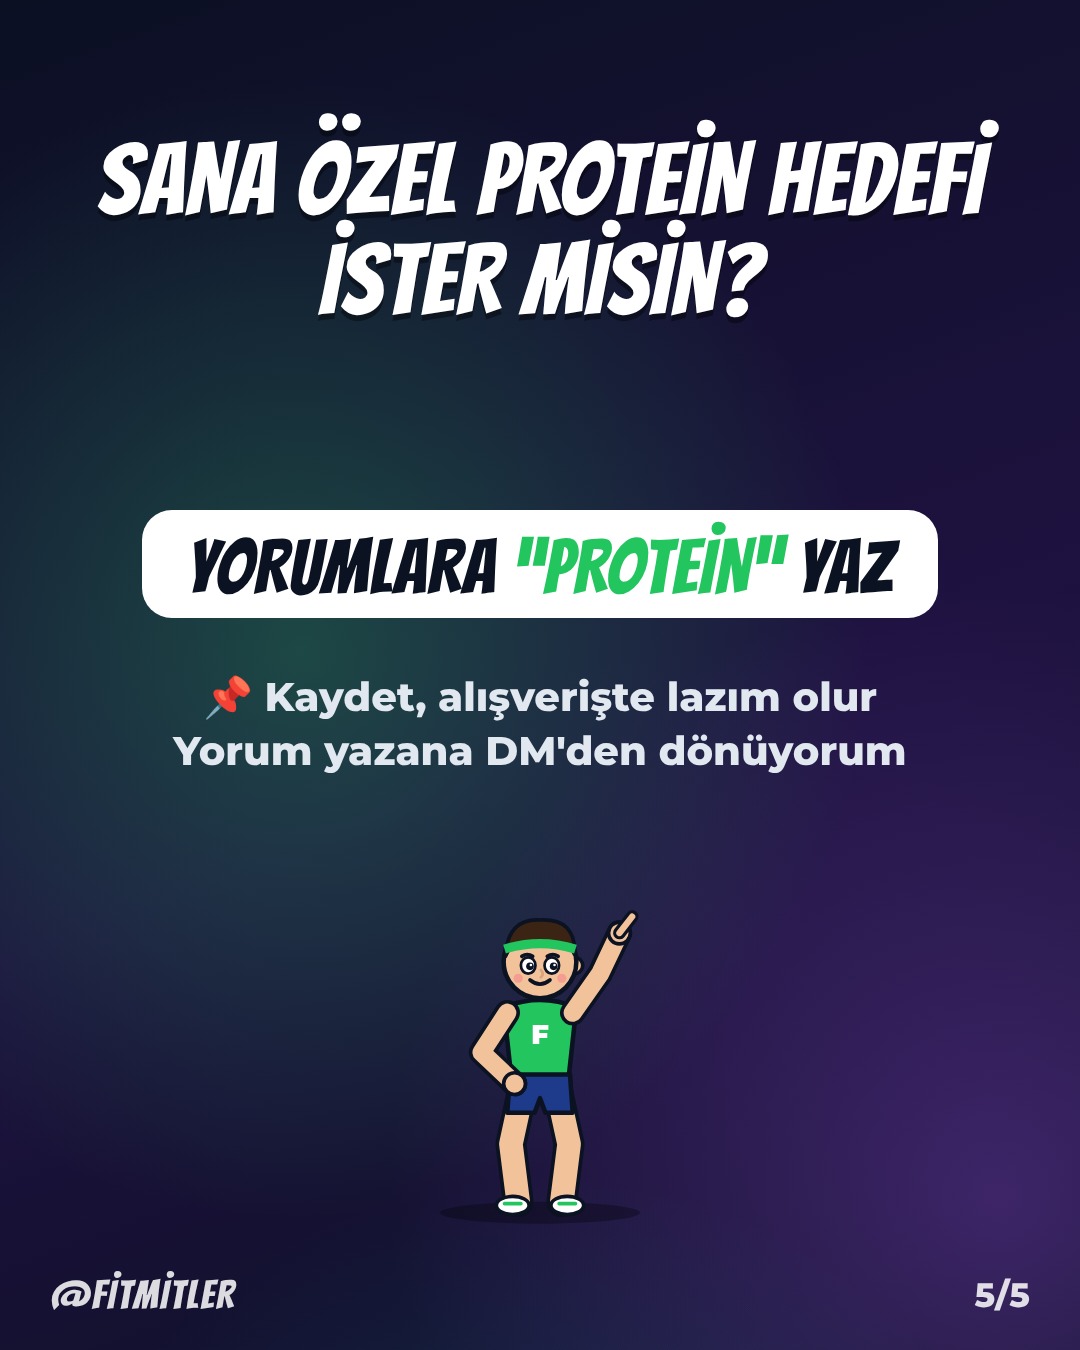 SANA ÖZEL PROTEİN HEDEFİ
İSTER MİSİN?
YORUMLARA "PROTEİN" YAZ
📌 Kaydet, alışverişte lazım olur
Yorum yazana DM'den dönüyorum
F
@FİTMİTLER
5/5